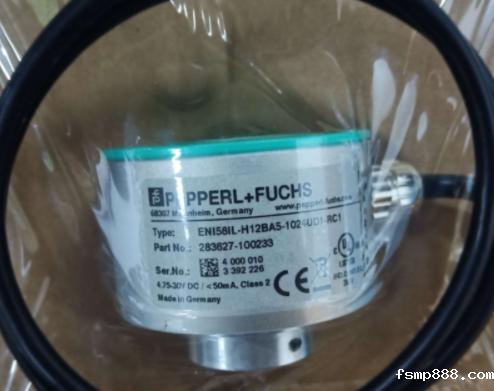 PEPPERL+FUCHS
68307 Mannheim, Germany www.pepperl-fuchs.com
Type: ENI58IL-H12BA5-1024UD1-RC1
Part No.: 283627-100233
Ser.No.: 4 000 010
3 392 226
4.75-30V DC / <50mA, Class 2
Made in Germany
CE
UL
LISTED
fsmp888.com